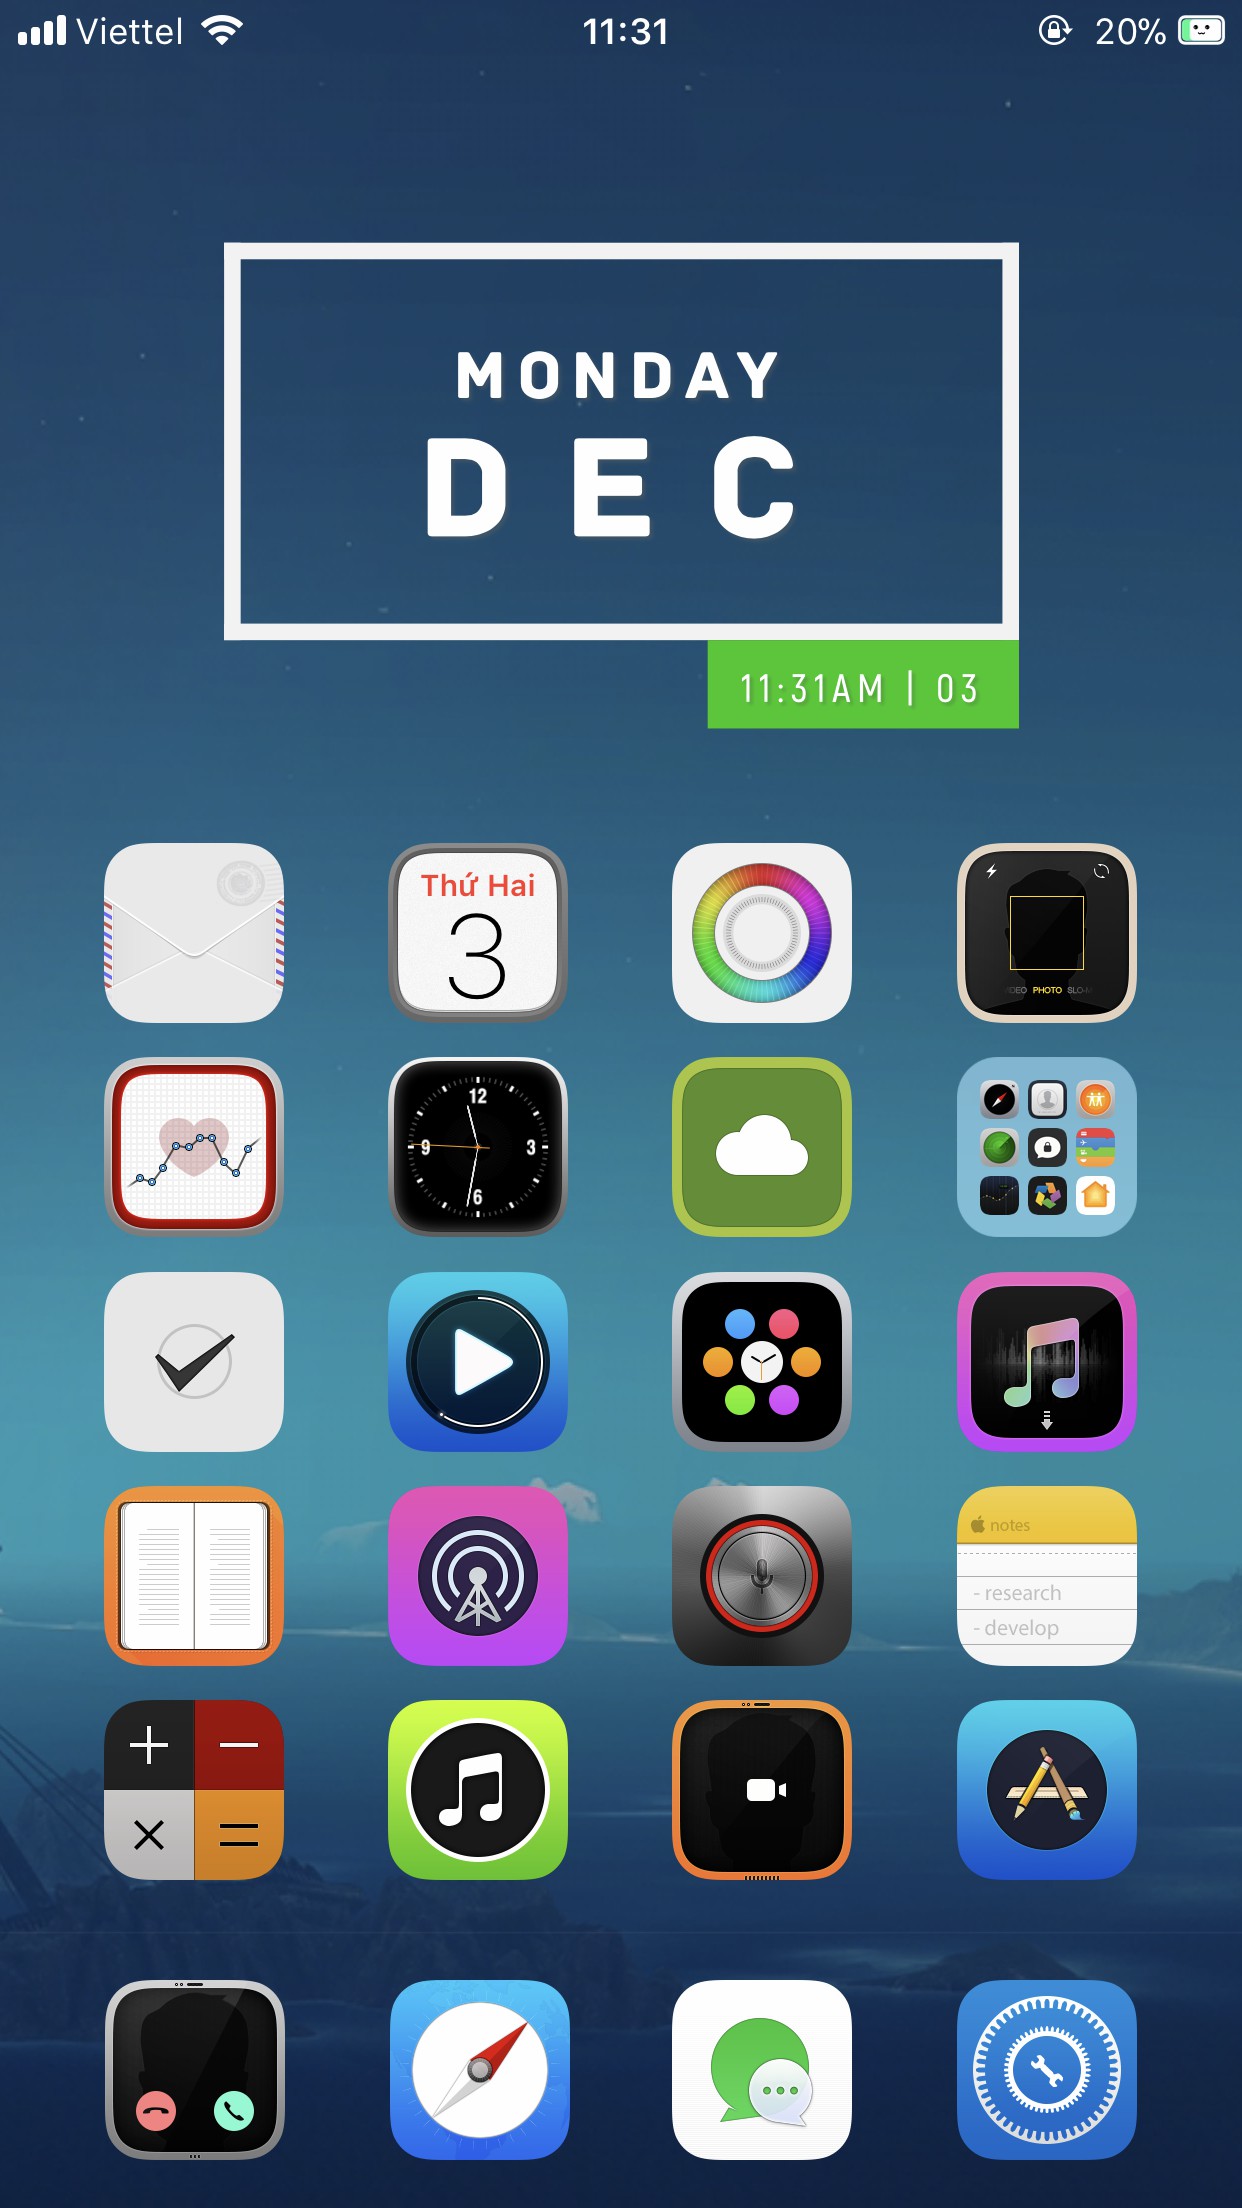 Viettel 11:31 20%
MONDAY
DEC
11:31AM | 03
Thứ Hai
3
PHOTO
12
9 3
6
notes
- research
- develop